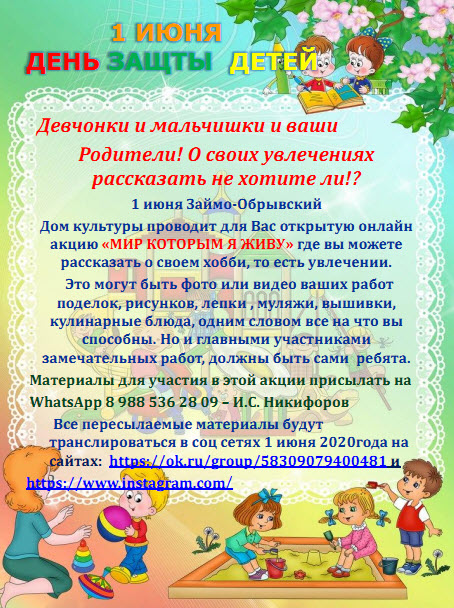 1 ИЮНЯ
ДЕНЬ ЗАЩТЫ ДЕТЕЙ
Девчонки и мальчишки и ваши
Родители! О своих увлечениях
рассказать не хотите ли!?
1 июня Займо-Обрывский
Дом культуры проводит для Вас открытую онлайн
акцию «МИР КОТОРЫМ Я ЖИВУ» где вы можете
рассказать о своем хобби, то есть увлечении.
Это могут быть фото или видео ваших работ
поделок, рисунков, лепки , муляжи, вышивки,
кулинарные блюда, одним словом все на что вы
способны. Но и главными участниками
замечательных работ, должны быть сами ребята.
Материалы для участия в этой акции присылать на
WhatsApp 8 988 536 28 09 – И.С. Никифоров
Все пересылаемые материалы будут
транслироваться в соц сетях 1 июня 2020года на
сайтах: https://ok.ru/group/58309079400481 и
https://www.instagram.com/